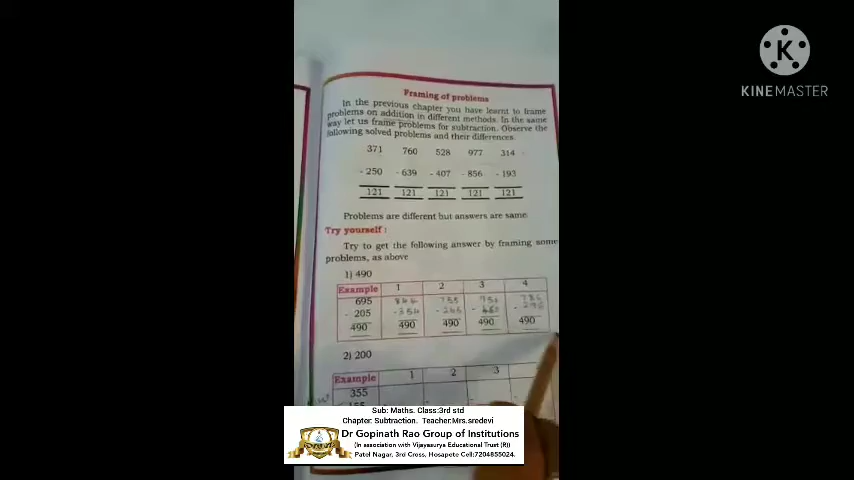 KINEMASTER
Framing of problems
In the previous chapter you have learnt to frame
problems on addition in different methods. In the same
way let us frame problems for subtraction. Observe the
following solved problems and their differences.
371 760 528 977 314
- 250 - 639 - 407 - 856 - 193
121 121 121 121 121
Problems are different but answers are same
Try yourself :
Try to get the following answer by framing some
problems, as above
1) 490
Example 1 2 3 4
695 844 755
- 205 - 354 - 265 - -
490 490 490 490 490
2) 200
Example 1 2 3
355
Sub: Maths. Class:3rd std
Chapter: Subtraction. Teacher:Mrs.sredevi
Dr Gopinath Rao Group of Institutions
(In association with Vijayasurya Educational Trust (R))
Patel Nagar, 3rd Cross, Hosapote Cell:7204855024.